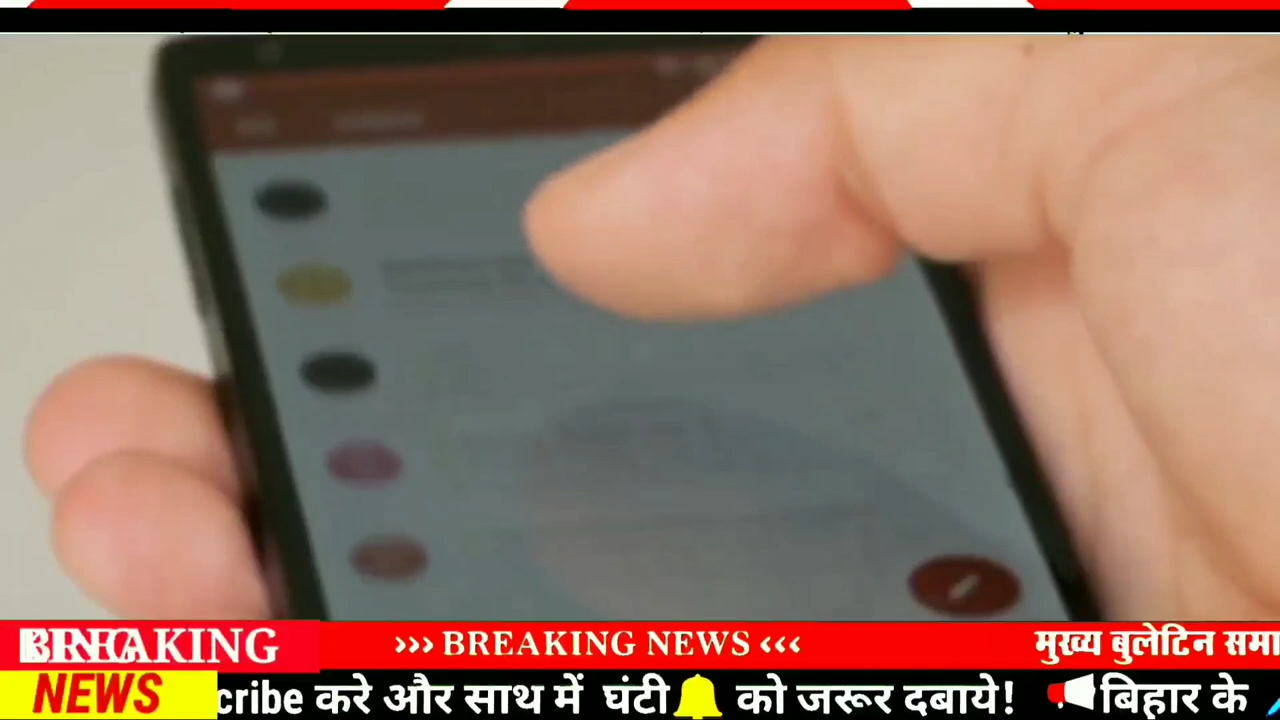 BREAKING
>>> BREAKING NEWS <<<
मुख्य बुलेटिन समा
NEWS
cribe करे और साथ में घंटी🔔 को जरूर दबाये! 📢 बिहार के